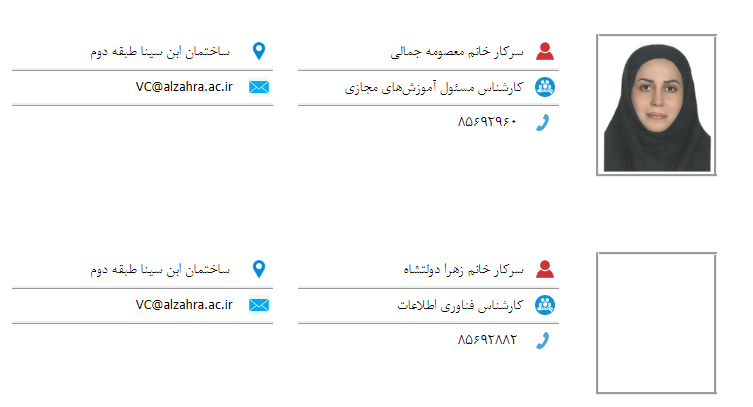 سرکار خانم معصومه جمالی
ساختمان ابن سینا طبقه دوم
کارشناس مسئول آموزش‌های مجازی
VC@alzahra.ac.ir
۸۵۶۹۲۹۶۰
سرکار خانم زهرا دولتشاه
ساختمان ابن سینا طبقه دوم
کارشناس فناوری اطلاعات
VC@alzahra.ac.ir
۸۵۶۹۲۸۸۲